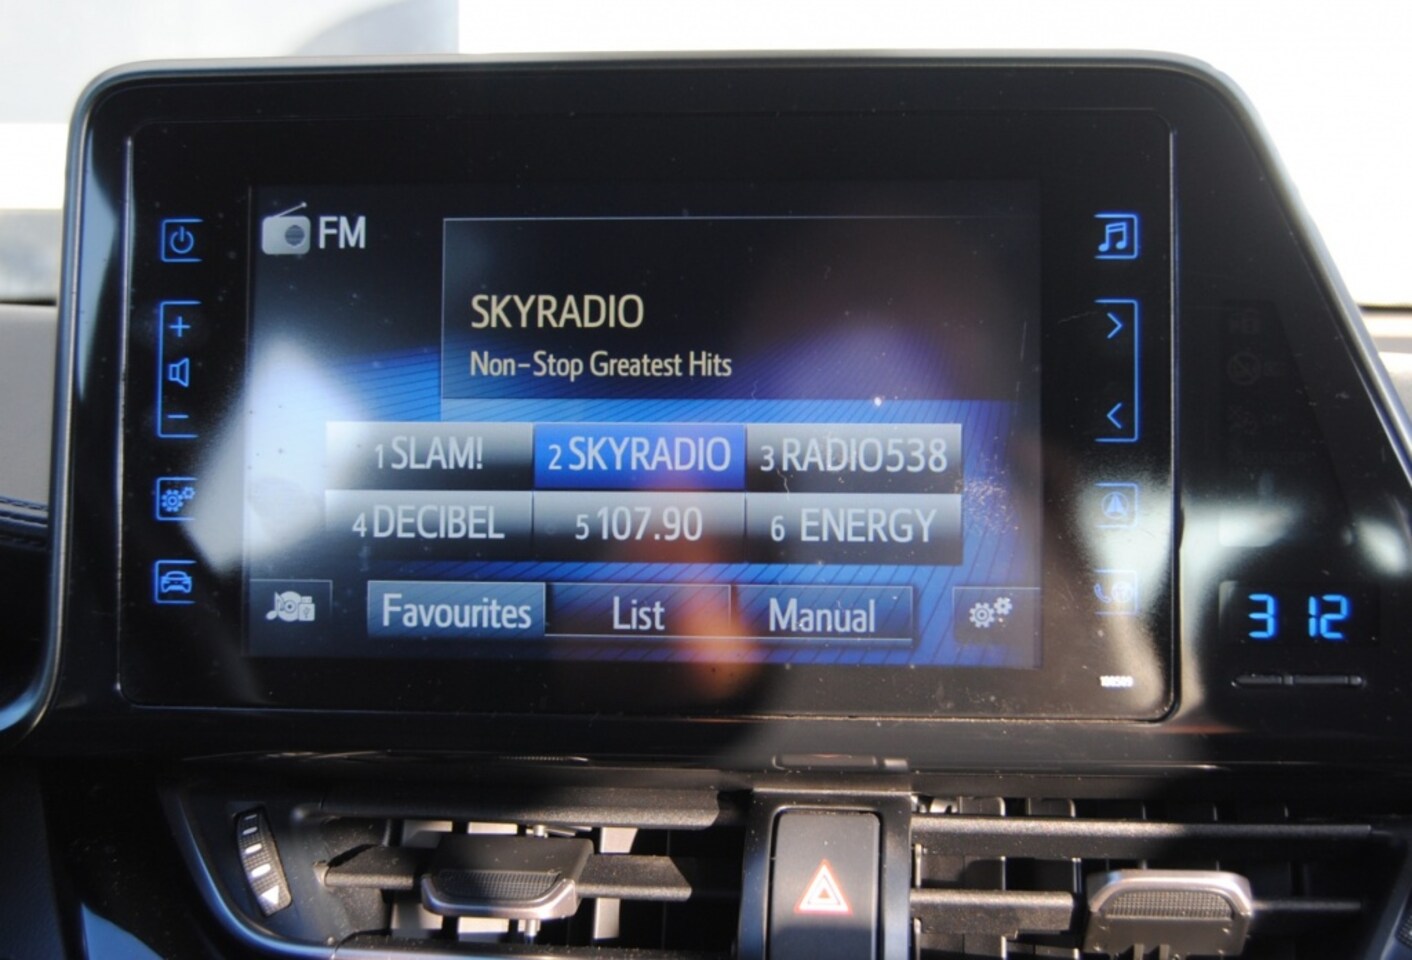 FM
SKYRADIO
Non-Stop Greatest Hits
1 SLAM! 2 SKYRADIO 3 RADIO538
4 DECIBEL 5 107.90 6 ENERGY
Favourites List Manual
3 12